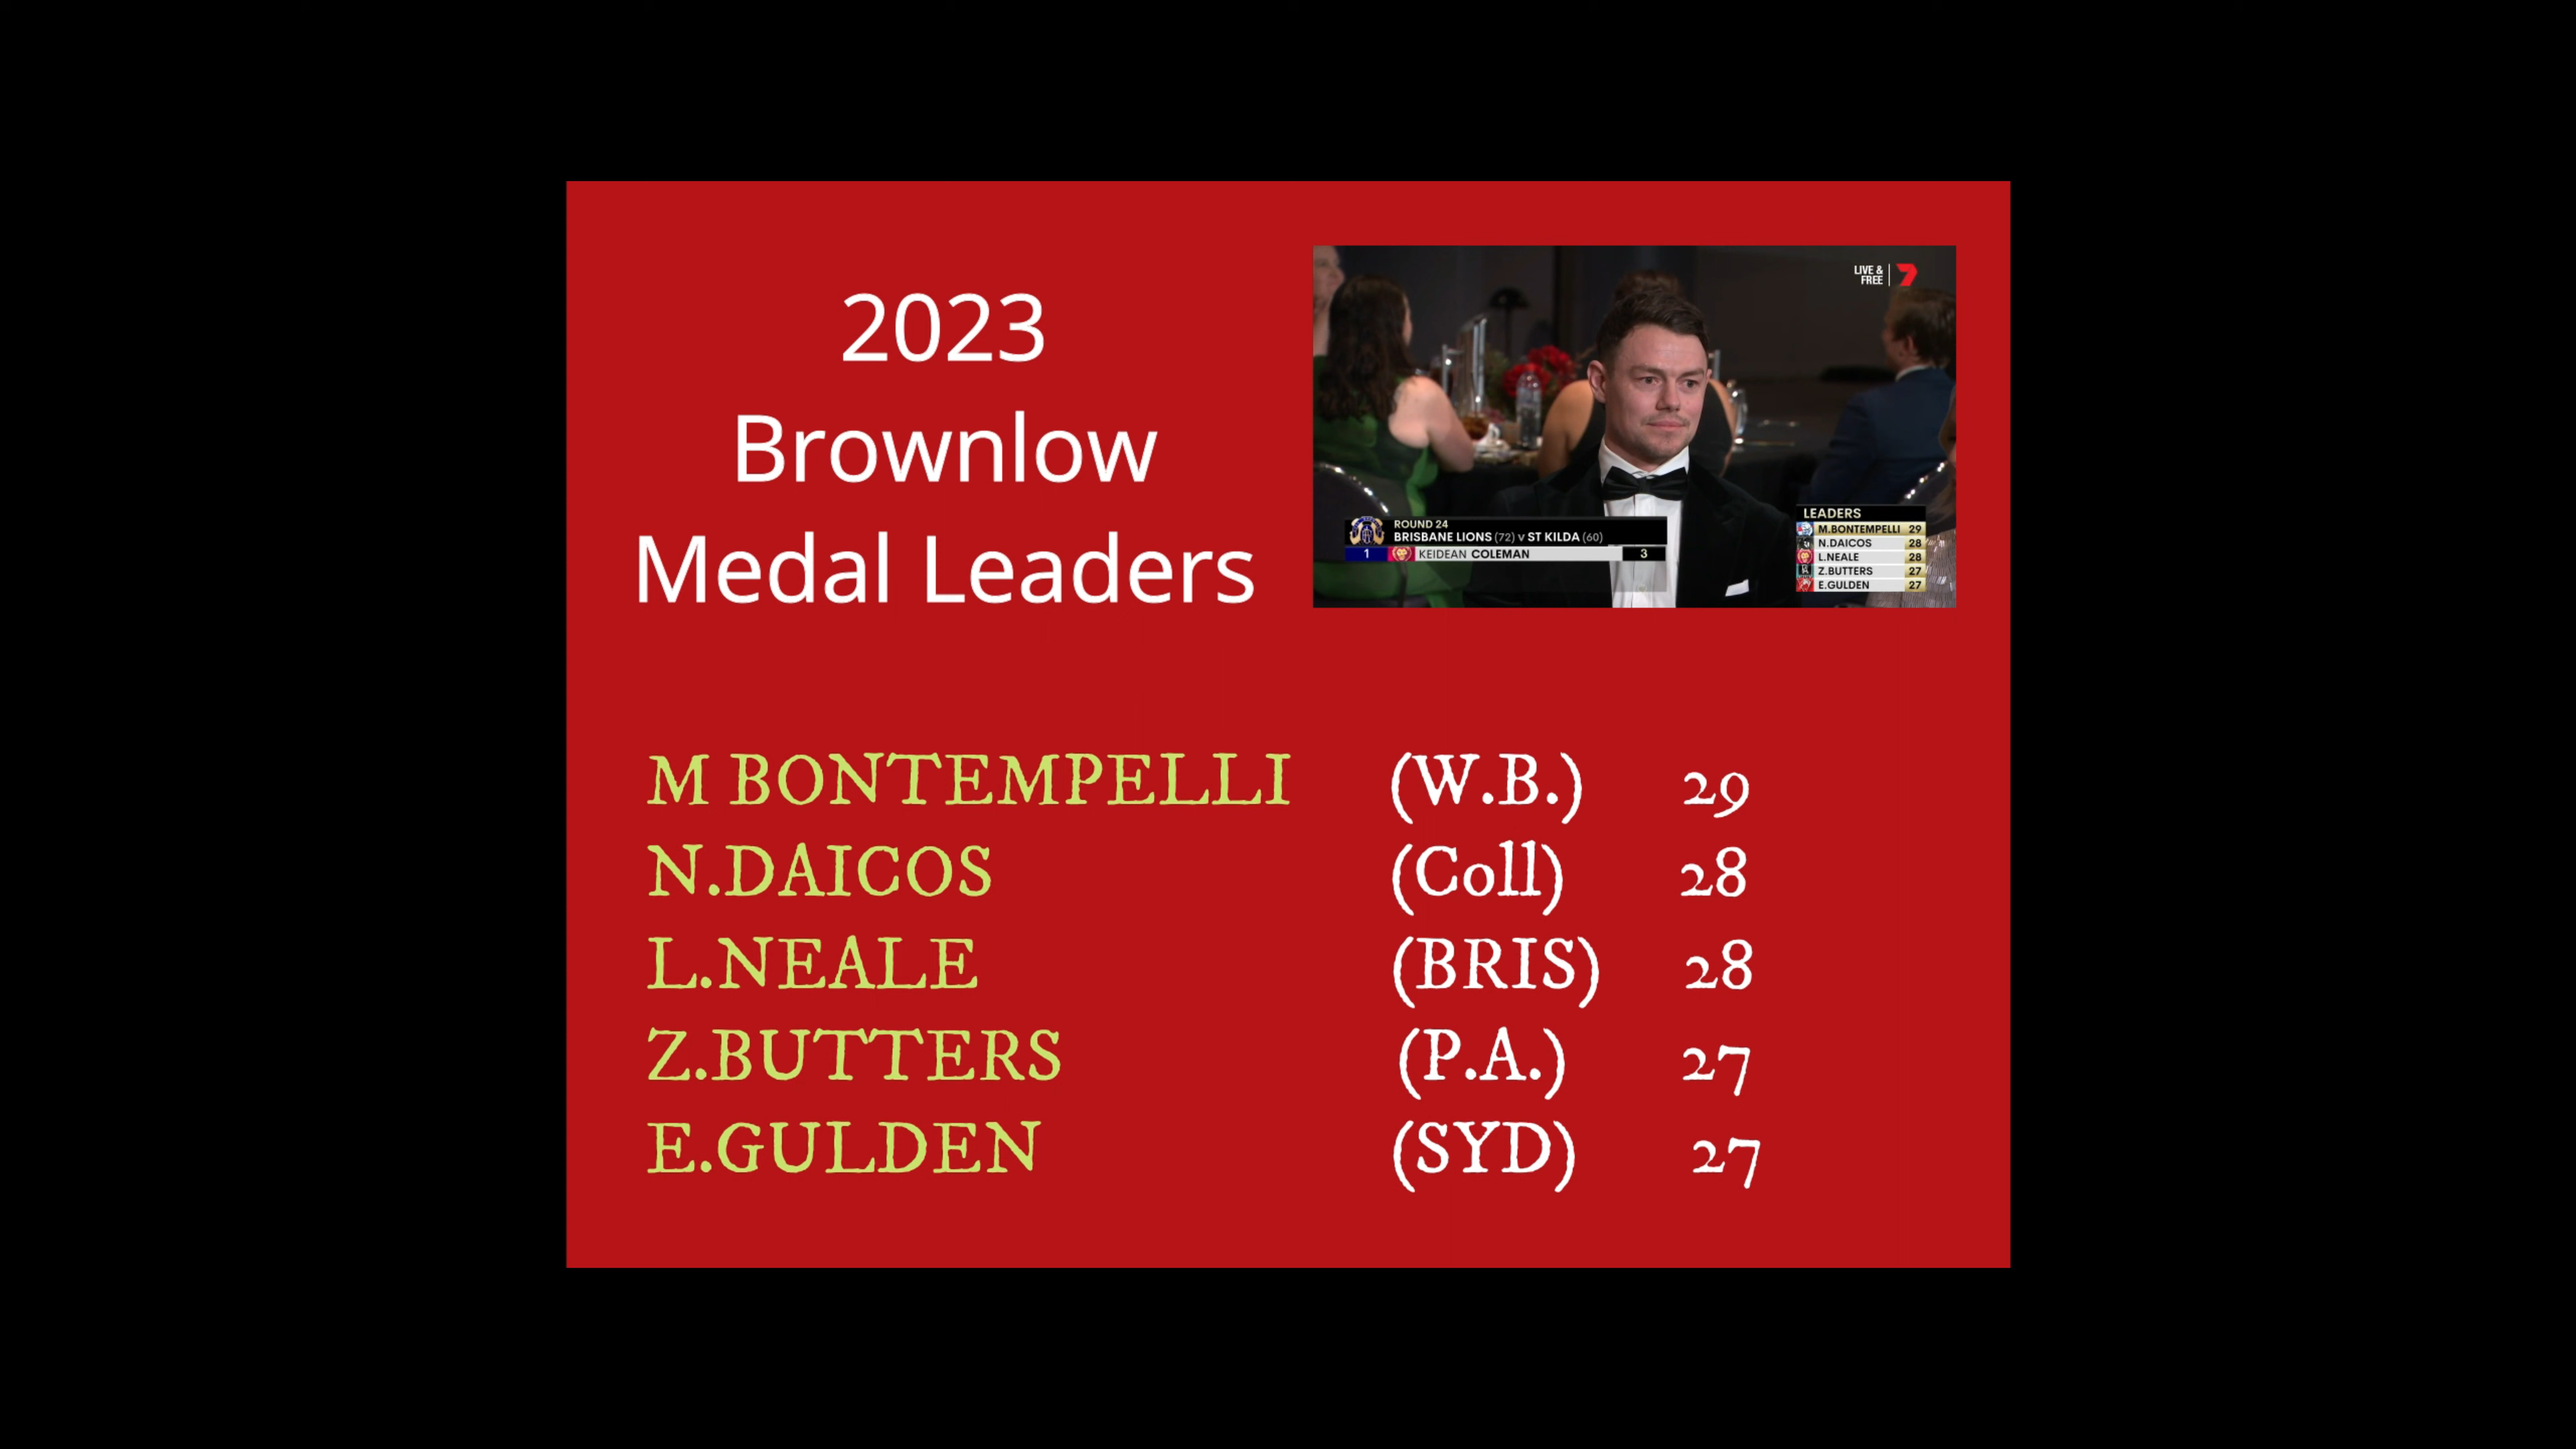 2023
Brownlow
Medal Leaders
LIVE &
FREE
7
ROUND 24
BRISBANE LIONS (72) v ST KILDA (60)
1 KEIDEAN COLEMAN 3
LEADERS
M.BONTEMPELLI 29
N.DAICOS 28
L.NEALE 28
Z.BUTTERS 27
E.GULDEN 27
M BONTEMPELLI (W.B.) 29
N.DAICOS (Coll) 28
L.NEALE (BRIS) 28
Z.BUTTERS (P.A.) 27
E.GULDEN (SYD) 27